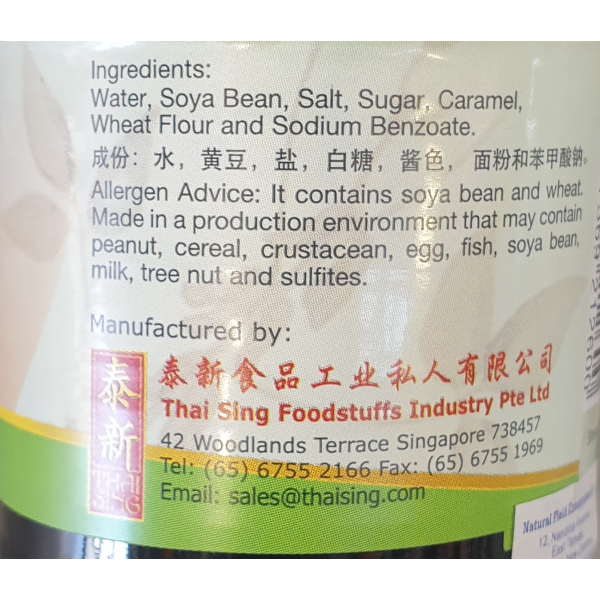 Ingredients:
Water, Soya Bean, Salt, Sugar, Caramel,
Wheat Flour and Sodium Benzoate.
成份：水，黄豆，盐，白糖，酱色，面粉和苯甲酸鈉。
Allergen Advice: It contains soya bean and wheat.
Made in a production environment that may contain
peanut, cereal, crustacean, egg, fish, soya bean,
milk, tree nut and sulfites.
Manufactured by:
泰新
THAI
SING
泰新食品工业私人有限公司
Thai Sing Foodstuffs Industry Pte Ltd
42 Woodlands Terrace Singapore 738457
Tel: (65) 6755 2166 Fax: (65) 6755 1969
Email: sales@thaising.com
Natural
12
East